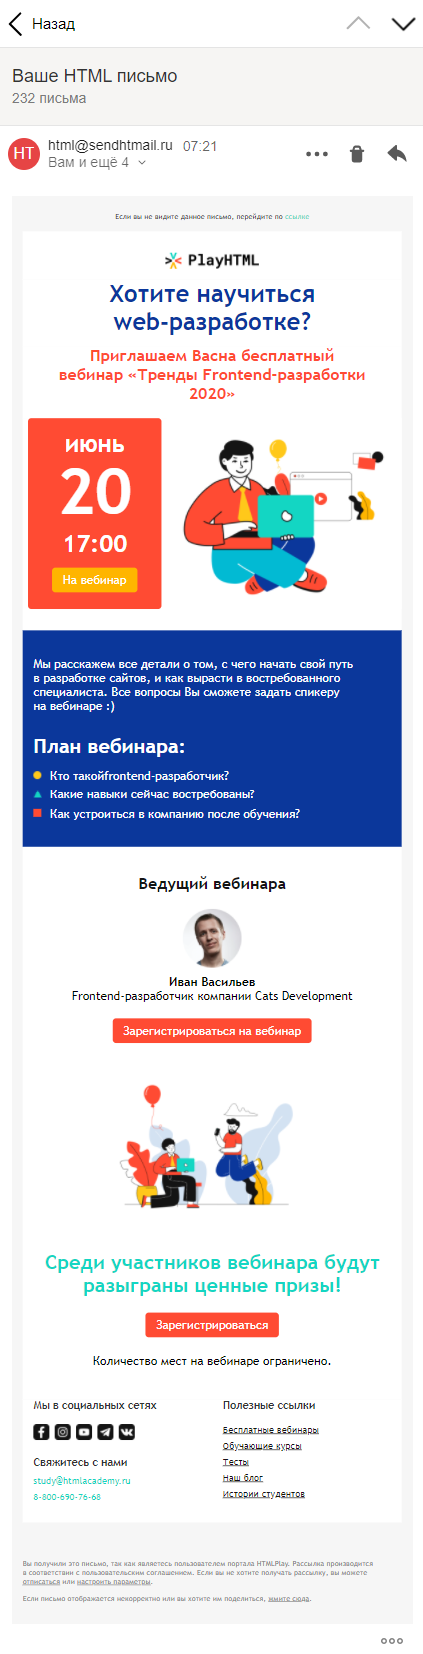 Назад
Ваше HTML письмо
232 письма
HT
html@sendhtmail.ru 07:21
Вам и ещё 4
Если вы не видите данное письмо, перейдите по ссылке
PlayHTML
Хотите научиться
web-разработке?
Приглашаем Васна бесплатный
вебинар «Тренды Frontend-разработки
2020»
июнь
20
17:00
На вебинар
Мы расскажем все детали о том, с чего начать свой путь
в разработке сайтов, и как вырасти в востребованного
специалиста. Все вопросы Вы сможете задать спикеру
на вебинаре :)
План вебинара:
Кто такойfrontend-разработчик?
Какие навыки сейчас востребованы?
Как устроиться в компанию после обучения?
Ведущий вебинара
Иван Васильев
Frontend-разработчик компании Cats Development
Зарегистрироваться на вебинар
Среди участников вебинара будут
разыграны ценные призы!
Зарегистрироваться
Количество мест на вебинаре ограничено.
Мы в социальных сетях
Свяжитесь с нами
study@htmlacademy.ru
8-800-690-76-68
Полезные ссылки
Бесплатные вебинары
Обучающие курсы
Тесты
Наш блог
Истории студентов
Вы получили это письмо, так как являетесь пользователем портала HTMLPlay. Рассылка производится
в соответствии с пользовательским соглашением. Если вы не хотите получать рассылку, вы можете
отписаться или настроить параметры.
Если письмо отображается некорректно или вы хотите им поделиться, жмите сюда.